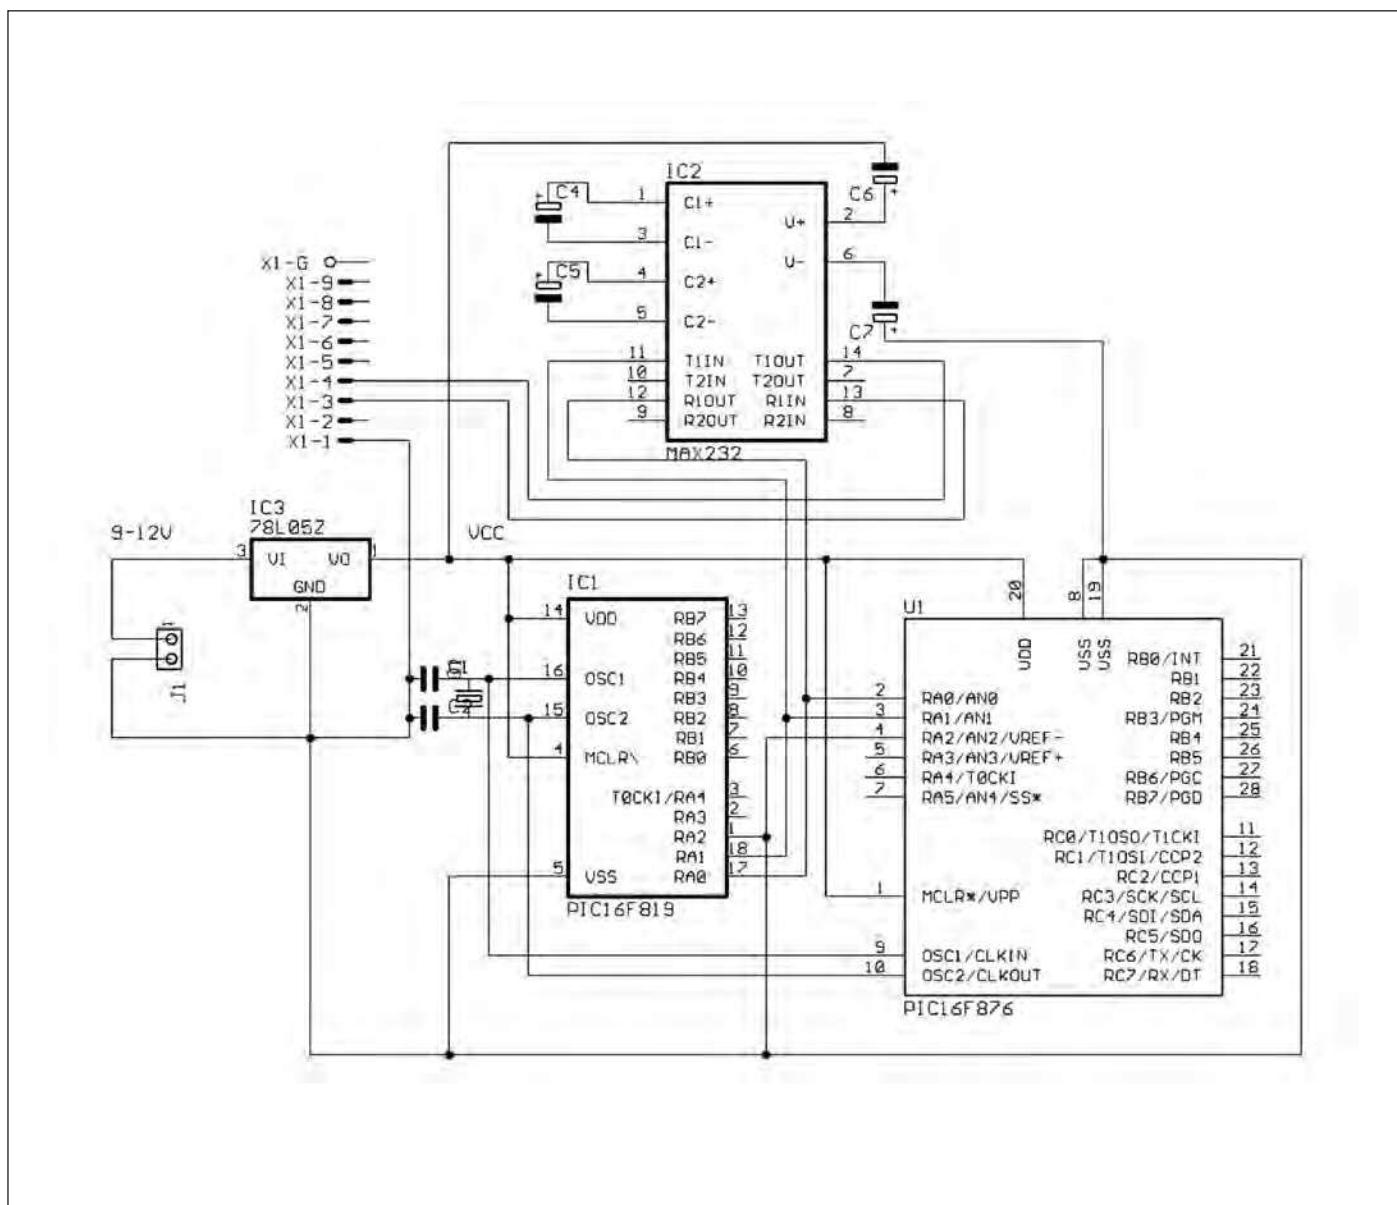 IC2
C4
+
1
C1+
3
C1-
C5
+
4
C2+
5
C2-
11
T1IN
10
T2IN
12
R1OUT
9
R2OUT
V+
2
C6
+
V-
6
C7
+
T1OUT
14
T2OUT
7
R1IN
13
R2IN
8
MAX232
X1-G
X1-9
X1-8
X1-7
X1-6
X1-5
X1-4
X1-3
X1-2
X1-1
IC3
78L05Z
9-12V
3
VI
VO
1
GND
2
VCC
1
J1
C2
IC1
14
VDD
16
OSC1
15
OSC2
4
MCLR\
5
VSS
RB7
13
RB6
12
RB5
11
RB4
10
RB3
9
RB2
8
RB1
7
RB0
6
T0CKI/RA4
3
RA3
2
RA2
1
RA1
18
RA0
17
PIC16F819
U1
20
VDD
8
VSS
19
VSS
2
RA0/AN0
3
RA1/AN1
4
RA2/AN2/VREF-
5
RA3/AN3/VREF+
6
RA4/T0CKI
7
RA5/AN4/SS*
1
MCLR*/VPP
9
OSC1/CLKIN
10
OSC2/CLKOUT
RB0/INT
21
RB1
22
RB2
23
RB3/PGM
24
RB4
25
RB5
26
RB6/PGC
27
RB7/PGD
28
RC0/T1OSO/T1CKI
11
RC1/T1OSI/CCP2
12
RC2/CCP1
13
RC3/SCK/SCL
14
RC4/SDI/SDA
15
RC5/SDO
16
RC6/TX/CK
17
RC7/RX/DT
18
PIC16F876